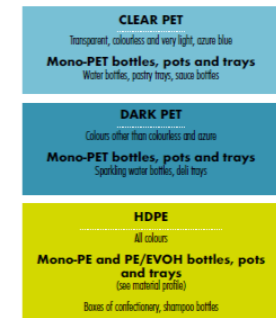 CLEAR PET
Transparent, colourless and very light, azure blue
Mono-PET bottles, pots and trays
Water bottles, pastry trays, sauce bottles
DARK PET
Colours other than colourless and azure
Mono-PET bottles, pots and trays
Sparkling water bottles, deli trays
HDPE
All colours
Mono-PE and PE/EVOH bottles, pots
and trays
(see material profile)
Boxes of confectionery, shampoo bottles